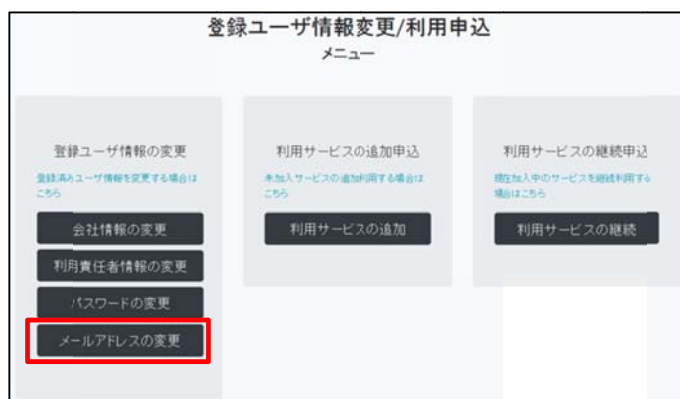 登録ユーザ情報変更/利用申込
メニュー
登録ユーザ情報の変更
登録済みユーザ情報を変更する場合は
こちら
会社情報の変更
利用責任者情報の変更
パスワードの変更
メールアドレスの変更
利用サービスの追加申込
未加入サービスの追加利用する場合は
こちら
利用サービスの追加
利用サービスの継続申込
現在加入中のサービスを継続利用する
場合はこちら
利用サービスの継続